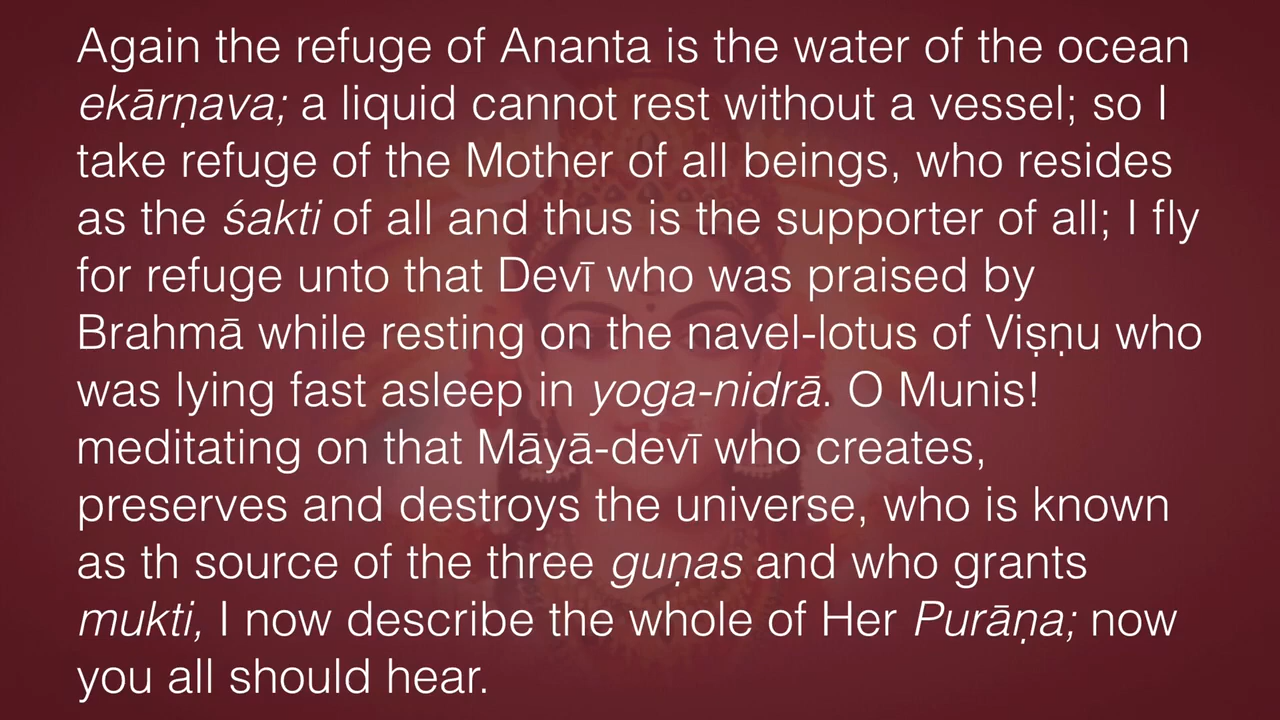 Again the refuge of Ananta is the water of the ocean
ekārṇava; a liquid cannot rest without a vessel; so I
take refuge of the Mother of all beings, who resides
as the śakti of all and thus is the supporter of all; I fly
for refuge unto that Devī who was praised by
Brahmā while resting on the navel-lotus of Viṣṇu who
was lying fast asleep in yoga-nidrā. O Munis!
meditating on that Māyā-devī who creates,
preserves and destroys the universe, who is known
as th source of the three guṇas and who grants
mukti, I now describe the whole of Her Purāṇa; now
you all should hear.